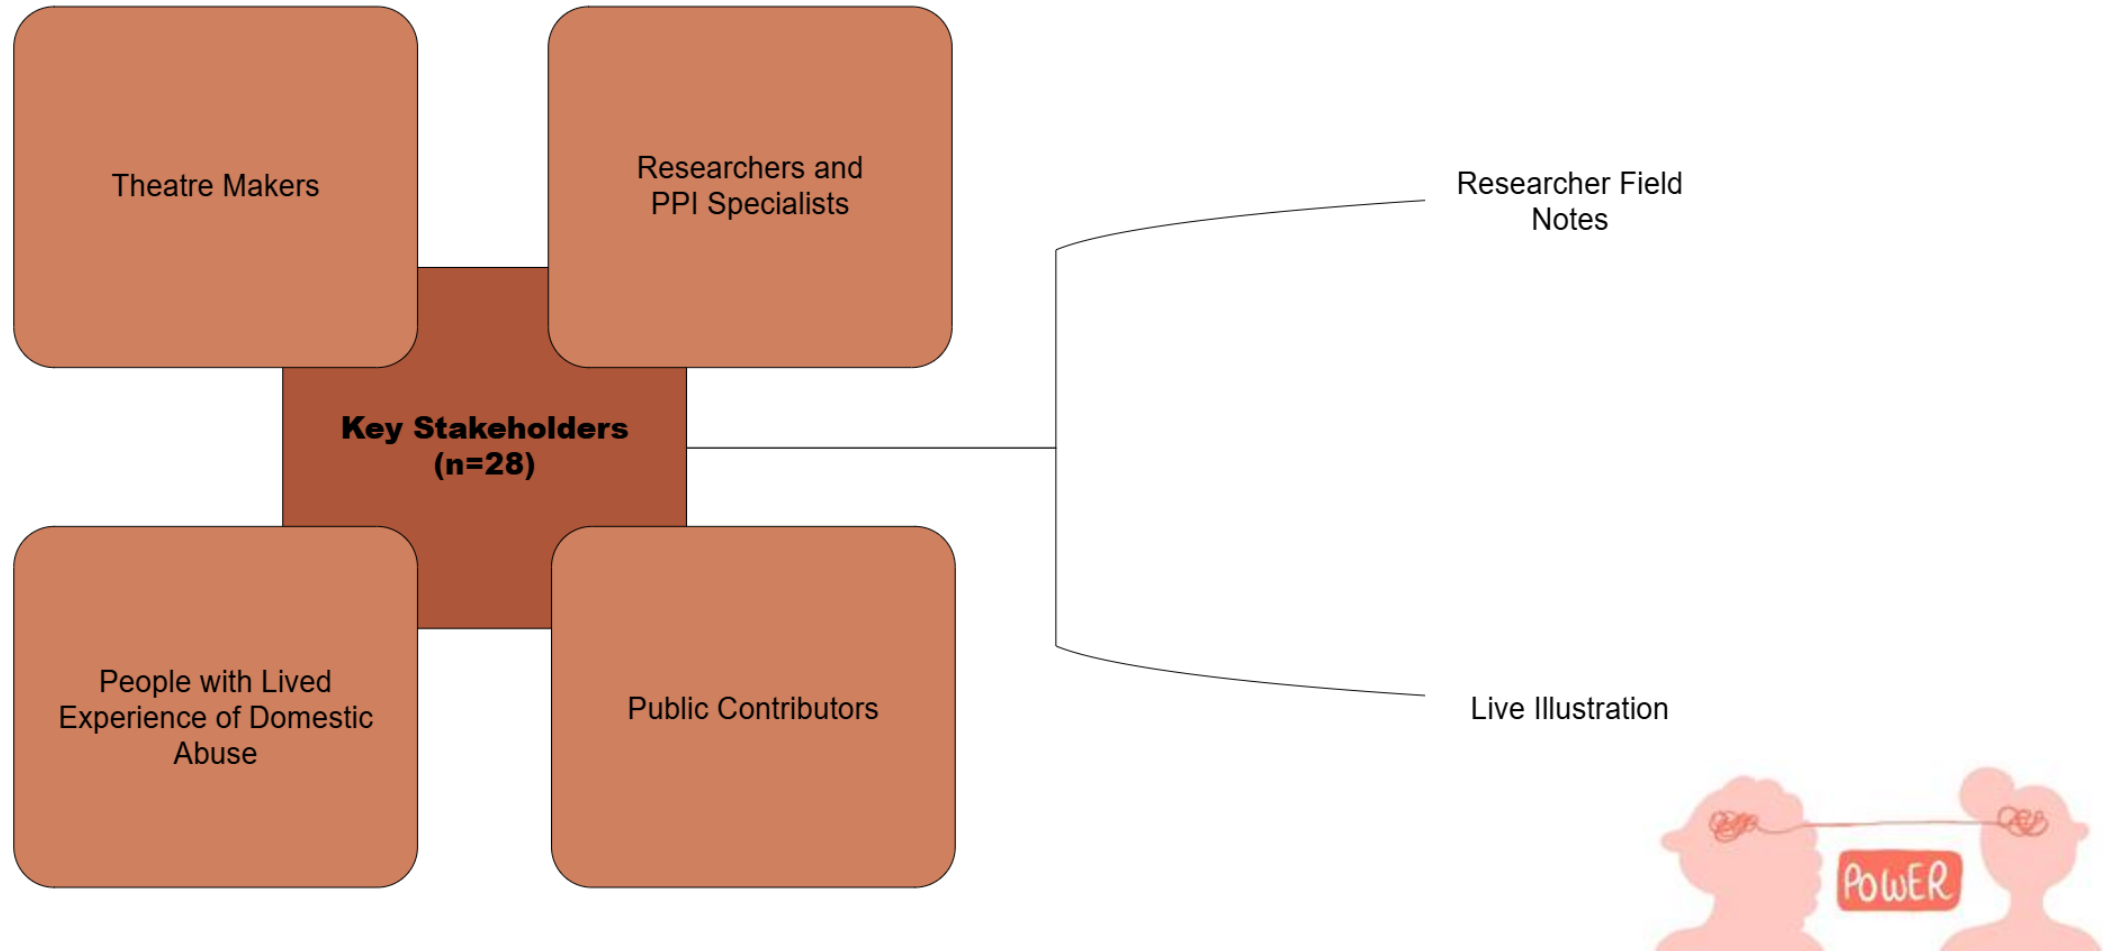 Theatre Makers
Researchers and
PPI Specialists
Key Stakeholders
(n=28)
People with Lived
Experience of Domestic
Abuse
Public Contributors
Researcher Field
Notes
Live Illustration
POWER